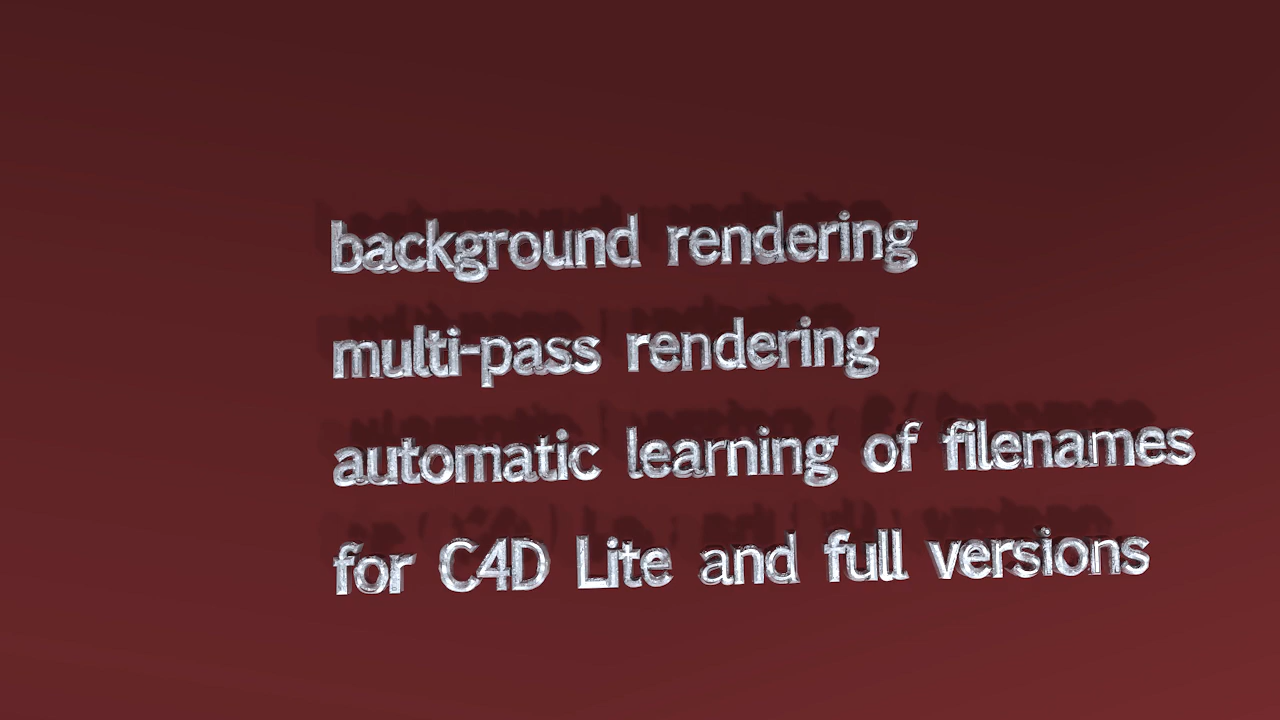 background rendering
multi-pass rendering
automatic learning of filenames
for C4D Lite and full versions